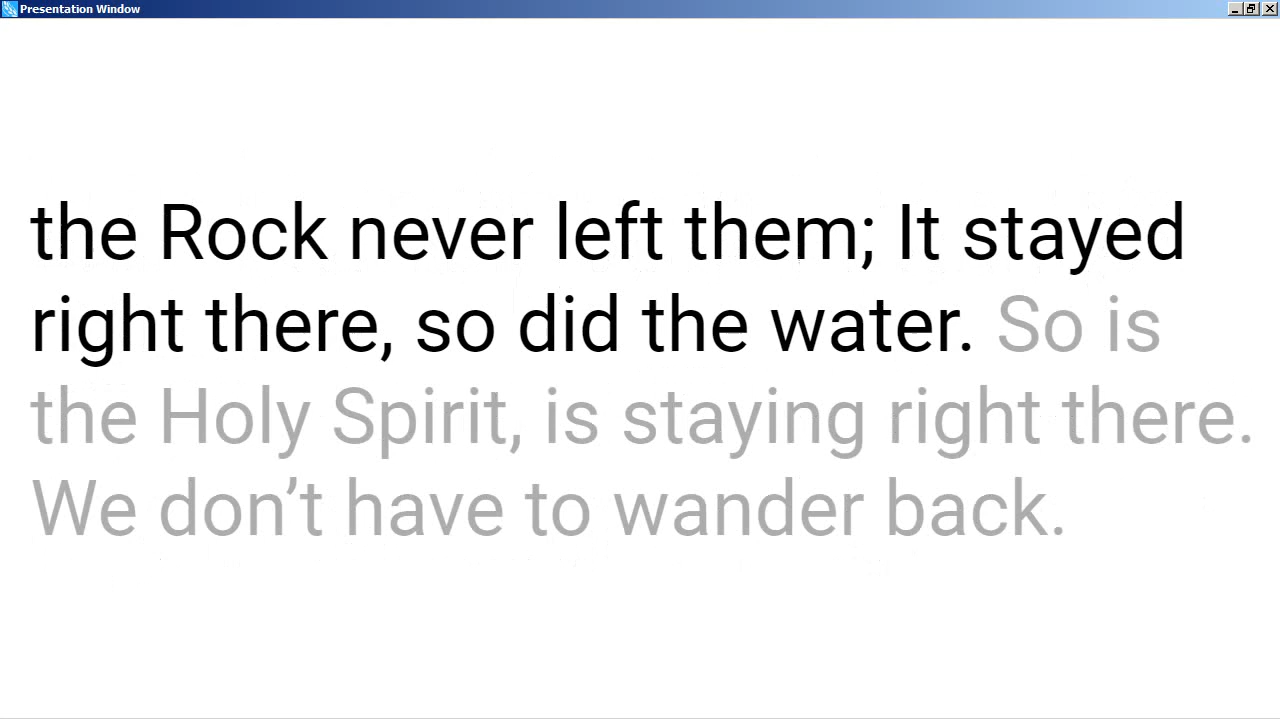 Presentation Window
the Rock never left them; It stayed
right there, so did the water. So is
the Holy Spirit, is staying right there.
We don’t have to wander back.